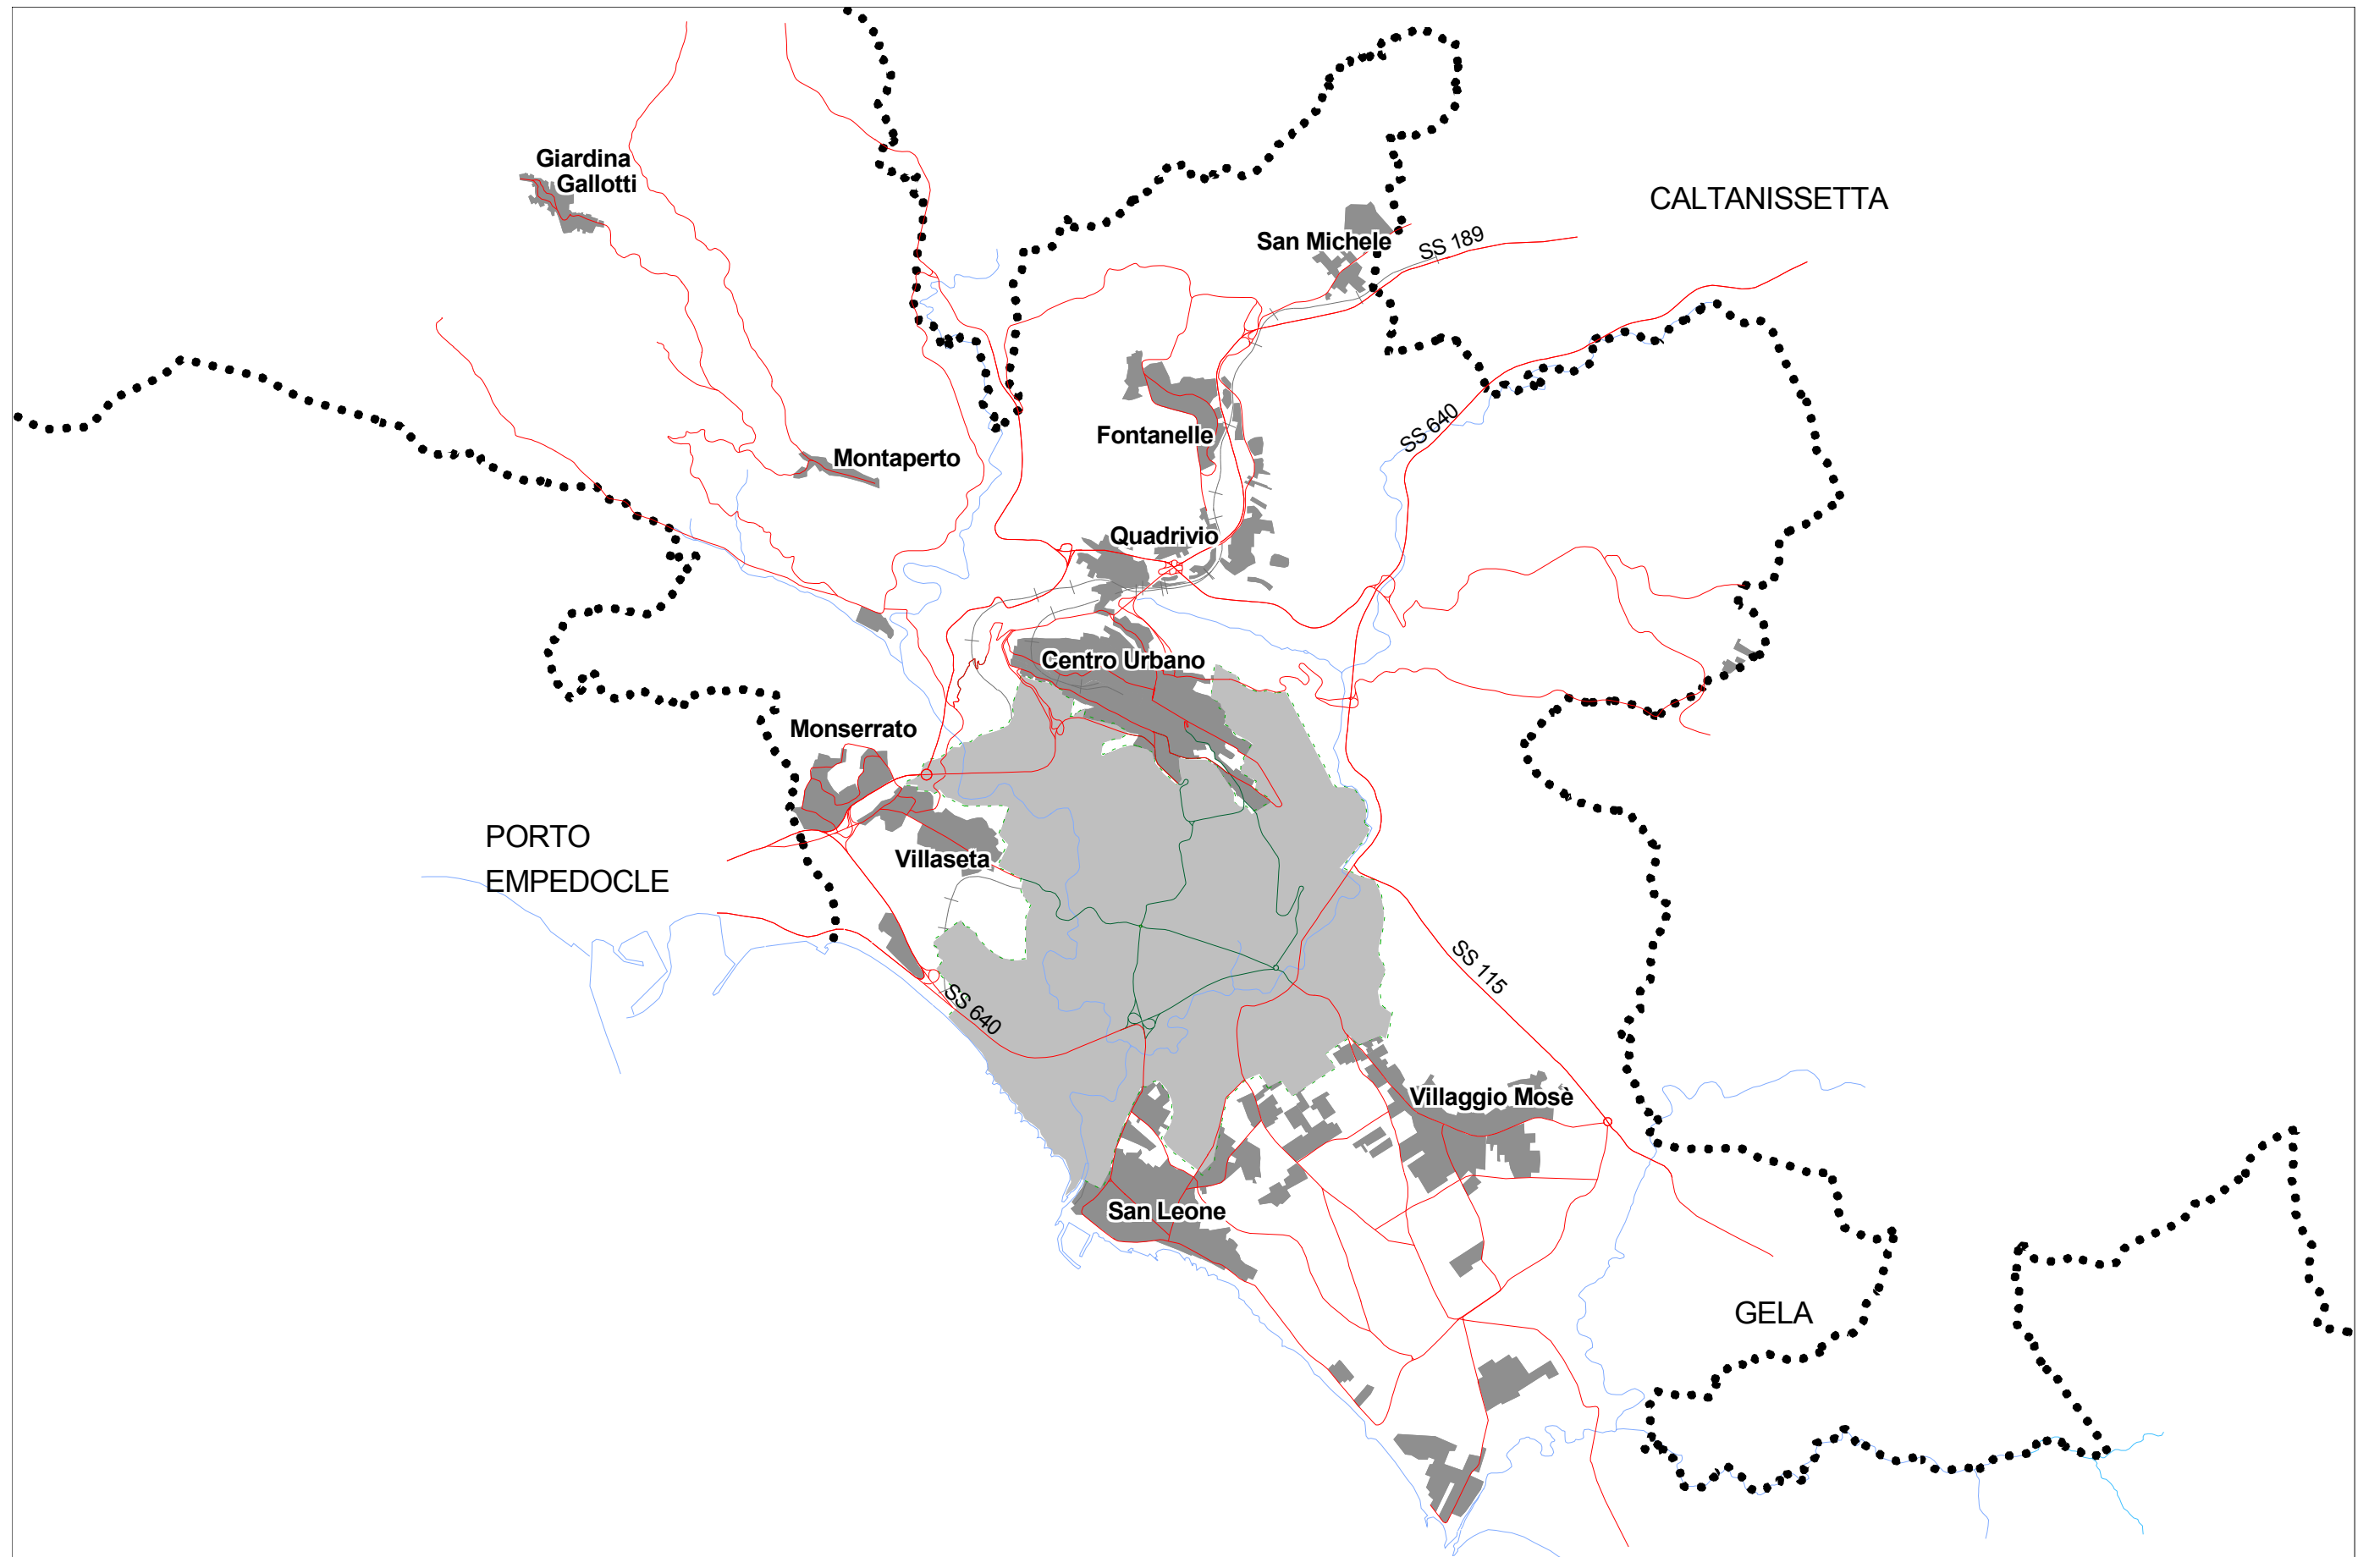 Giardina
Gallotti
CALTANISSETTA
San Michele
SS 189
SS 640
Fontanelle
Montaperto
Quadrivio
Centro Urbano
Monserrato
PORTO
EMPEDOCLE
Villaseta
SS 115
SS 640
Villaggio Mosè
San Leone
GELA